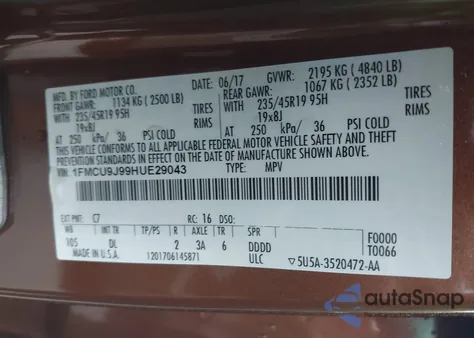 MFD. BY FORD MOTOR CO.
DATE: 06/17 GVWR: 2195 KG ( 4840 LB)
FRONT GAWR: 1134 KG ( 2500 LB) REAR GAWR: 1067 KG ( 2352 LB)
WITH 235/45R19 95H TIRES WITH 235/45R19 95H TIRES
19x8J RIMS 19x8J RIMS
AT 250 kPa/ 36 PSI COLD AT 250 kPa/ 36 PSI COLD
THIS VEHICLE CONFORMS TO ALL APPLICABLE FEDERAL MOTOR VEHICLE SAFETY AND THEFT
PREVENTION STANDARDS IN EFFECT ON THE DATE OF MANUFACTURE SHOWN ABOVE.
VIN: 1FMCU9J99HUE29043 TYPE: MPV
EXT PNT: C7 RC: 16 DSO:
WB INT TR R AXLE TR SPR F0000
105 DL 2 3A 6 DDDD T0066
MADE IN U.S.A. 1201706145871 ULC ▽5U5A-3520472-AA
autoSnap